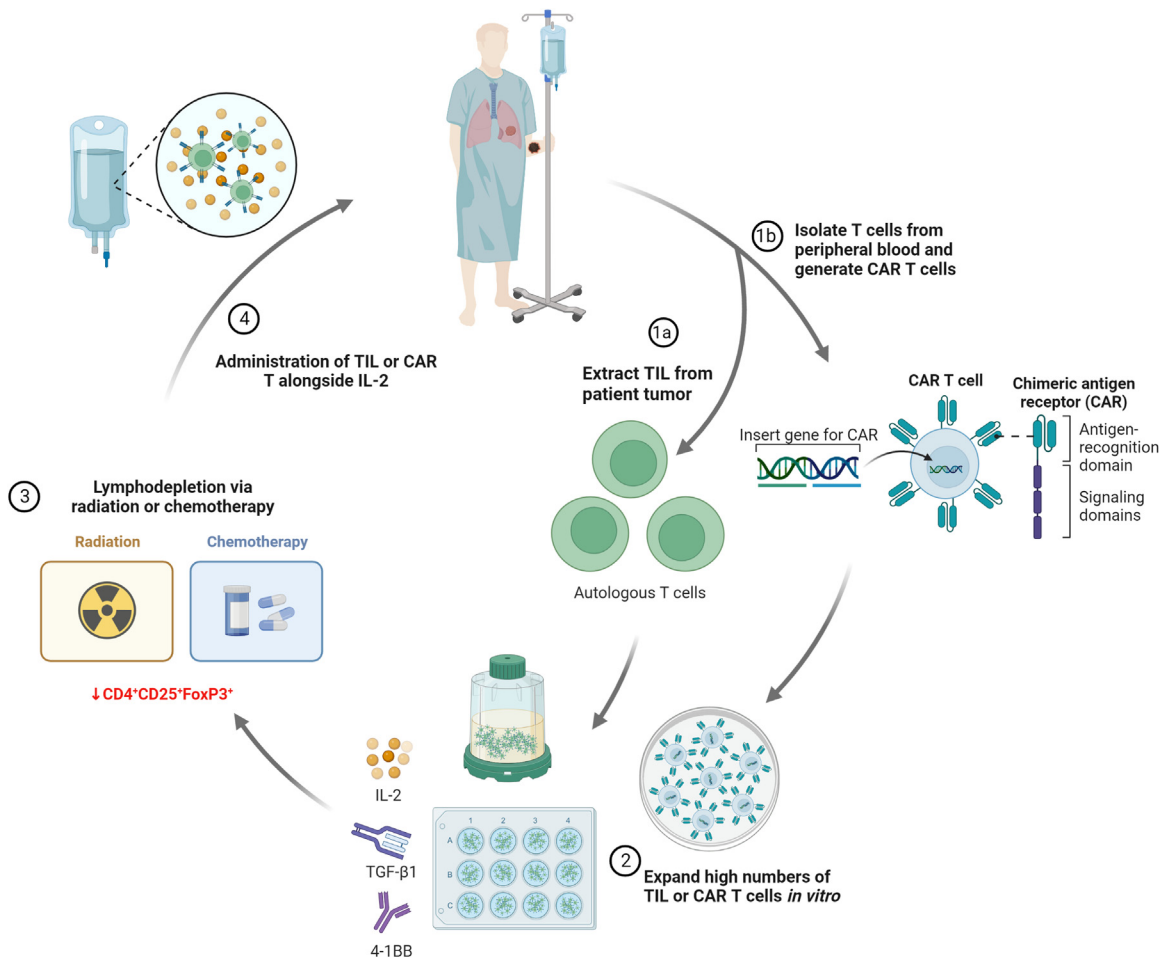 1b
Isolate T cells from
peripheral blood and
generate CAR T cells
1a
Extract TIL from
patient tumor
Autologous T cells
Insert gene for CAR
CAR T cell
Chimeric antigen
receptor (CAR)
Antigen-
recognition
domain
Signaling
domains
2
Expand high numbers of
TIL or CAR T cells in vitro
1 2 3 4
A
B
C
IL-2
TGF-β1
4-1BB
3
Lymphodepletion via
radiation or chemotherapy
Radiation
Chemotherapy
↓CD4⁺CD25⁺FoxP3⁺
4
Administration of TIL or CAR
T alongside IL-2